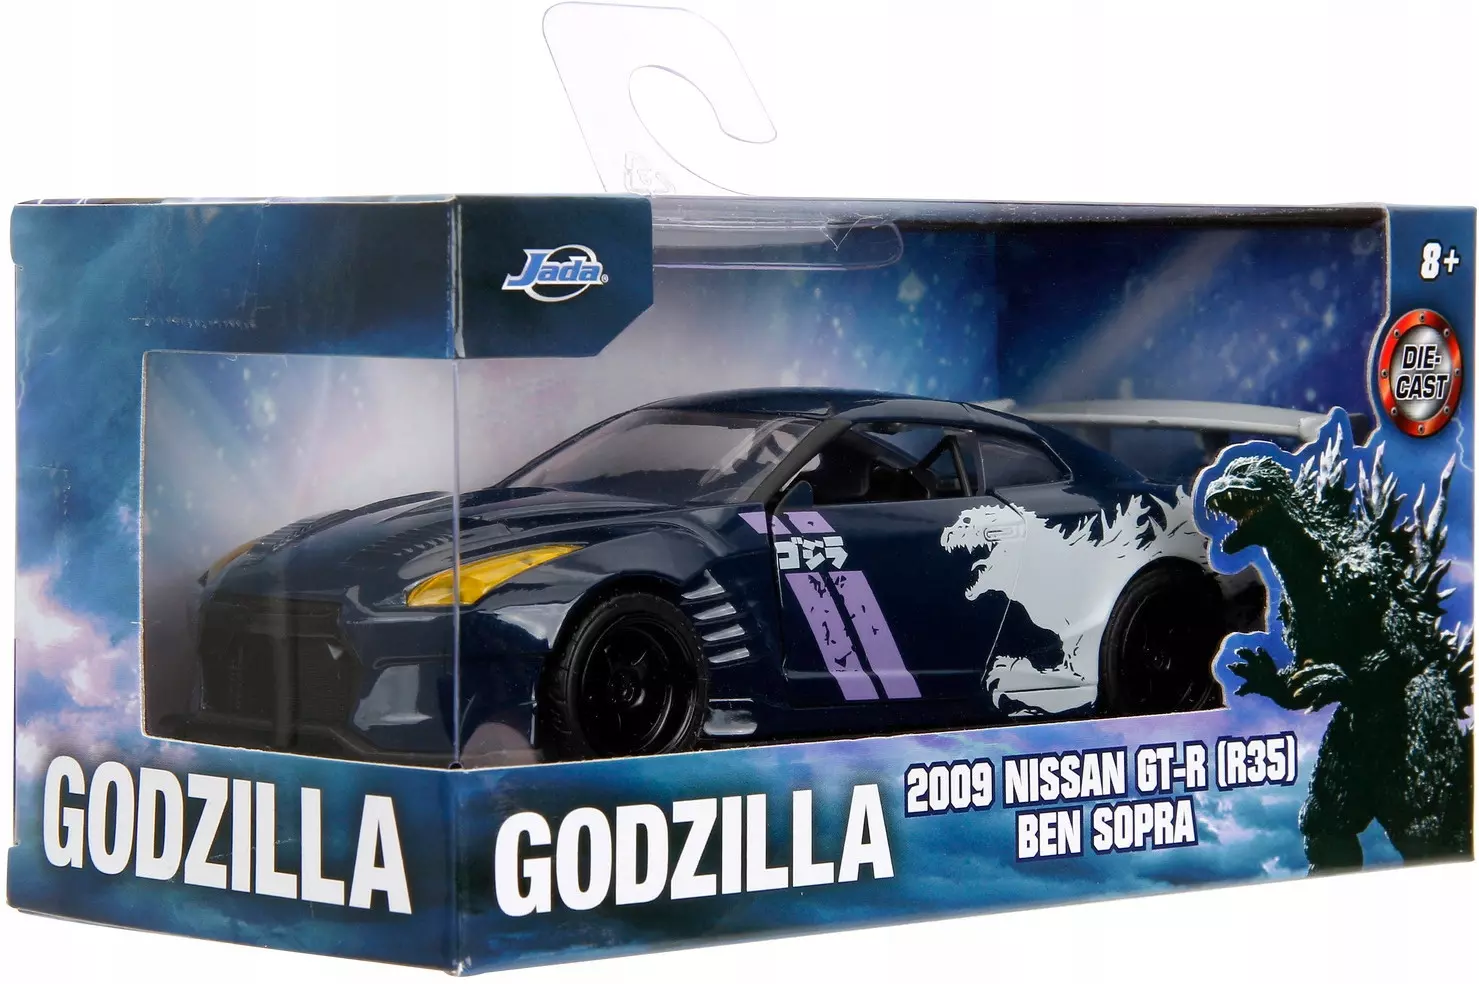 Jada
8+
DIE-
CAST
ゴジラ
GODZILLA
GODZILLA
2009 NISSAN GT-R (R35)
BEN SOPRA